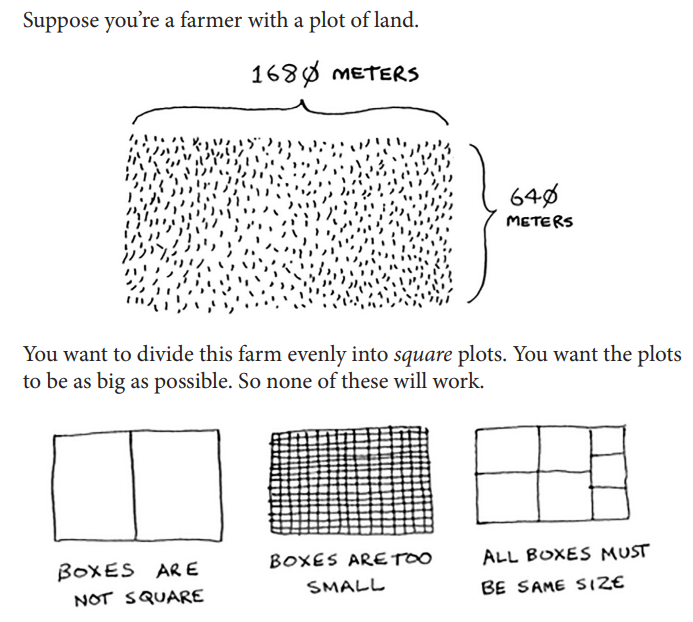 Suppose you’re a farmer with a plot of land.
168Ø METERS
64Ø
METERS
You want to divide this farm evenly into square plots. You want the plots
to be as big as possible. So none of these will work.
BOXES ARE
NOT SQUARE
BOXES ARE TOO
SMALL
ALL BOXES MUST
BE SAME SIZE